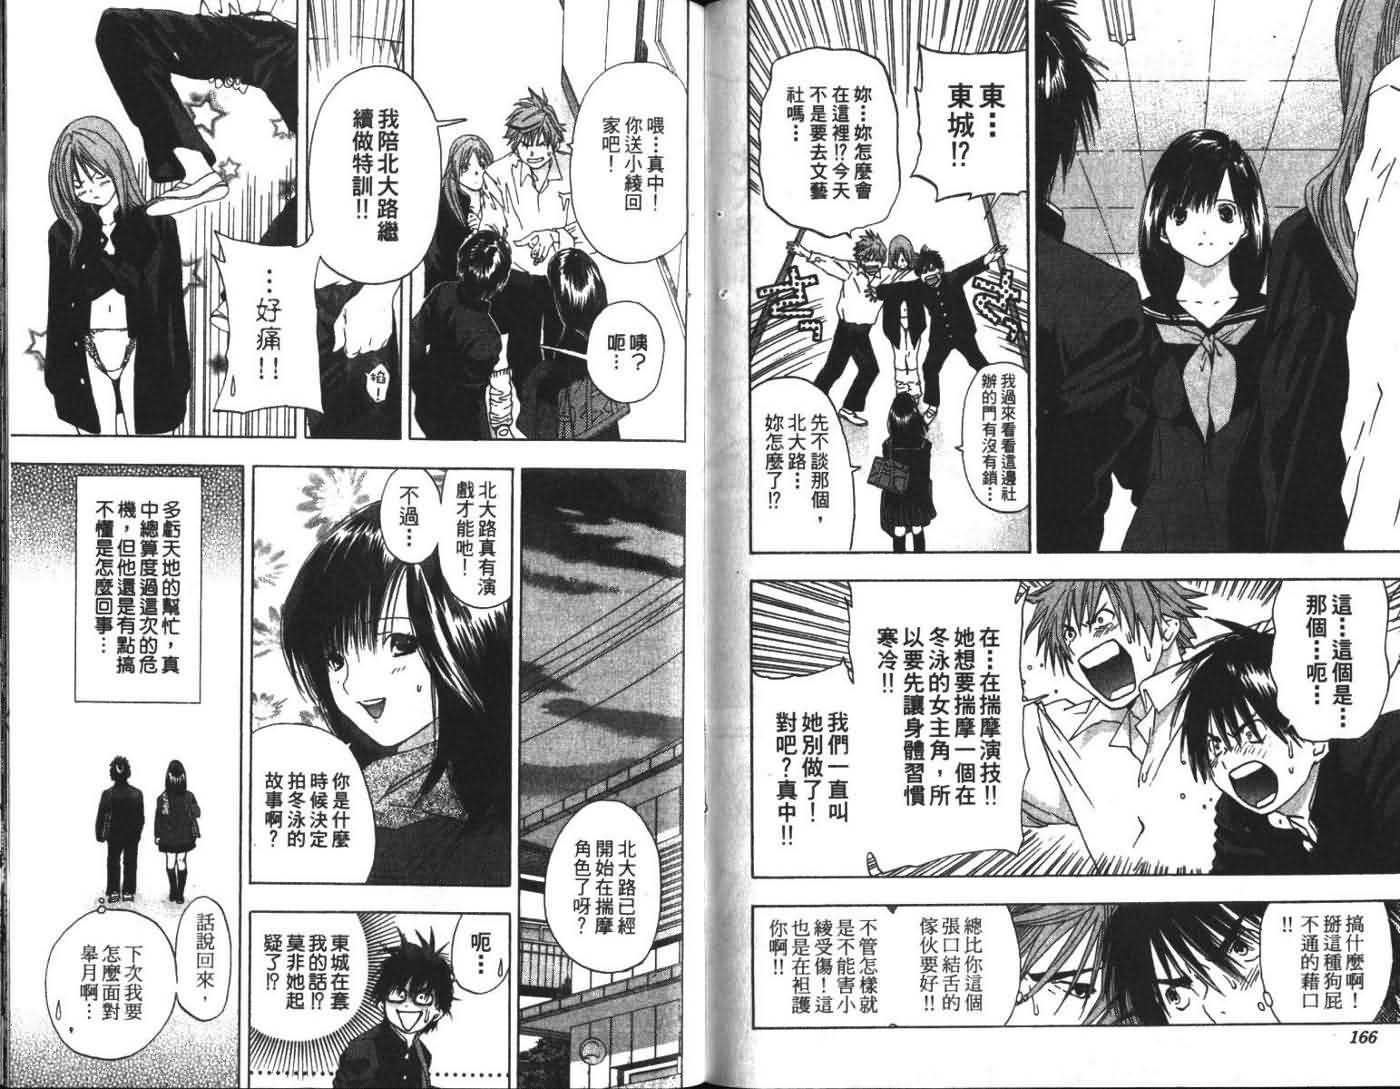 東…
東城!?
妳…妳怎麼會
在這裡!?今天
不是要去文藝
社嗎…
我過來看看這邊社
辦的門有沒有鎖…
先不談那個，
北大路…
妳怎麼了!?
這…這個是…
那個…呃…
在…在揣摩演技!!
她想要揣摩一個在
冬泳的女主角，所
以要先讓身體習慣
寒冷!!
我們一直叫
她別做了！
對吧？真中!!
搞什麼啊！
掰這種狗屁
不通的藉口
!!
總比你這個
張口結舌的
傢伙要好!!
不管怎樣就
是不能害小
綾受傷！這
也是在袒護
你啊!!
166
喂…真中！
你送小綾回
家吧！
咦？
呃…
我陪北大路繼
續做特訓!!
掐！
…好痛!!
北大路已經
開始在揣摩
角色了呀？
北大路真有演
戲才能吔！
不過…
你是什麼
時候決定
拍冬泳的
故事啊？
呃…
東城在套
我的話!?
莫非她起
疑了!?
多虧天地的幫忙，真
中總算度過這次的危
機，但他還是有點搞
不懂是怎麼回事…
話說回來，
下次我要
怎麼面對
皐月啊…